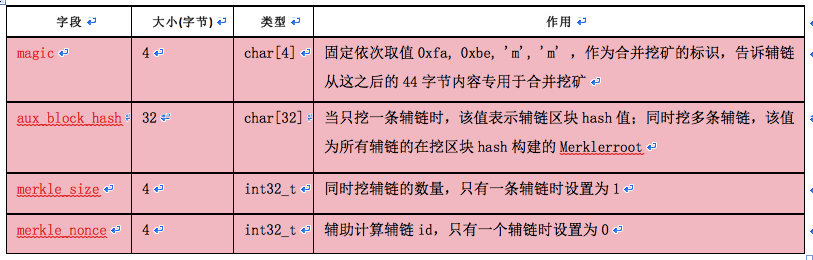 字段 大小(字节) 类型 作用
magic 4 char[4] 固定依次取值 0xfa, 0xbe, 'm', 'm' ，作为合并挖矿的标识，告诉辅链
从这之后的 44 字节内容专用于合并挖矿
aux_block_hash 32 char[32] 当只挖一条辅链时，该值表示辅链区块 hash 值；同时挖多条辅链，该值
为所有辅链的在挖区块 hash 构建的 Merklerroot
merkle_size 4 int32_t 同时挖辅链的数量，只有一条辅链时设置为 1
merkle_nonce 4 int32_t 辅助计算辅链 id，只有一个辅链时设置为 0